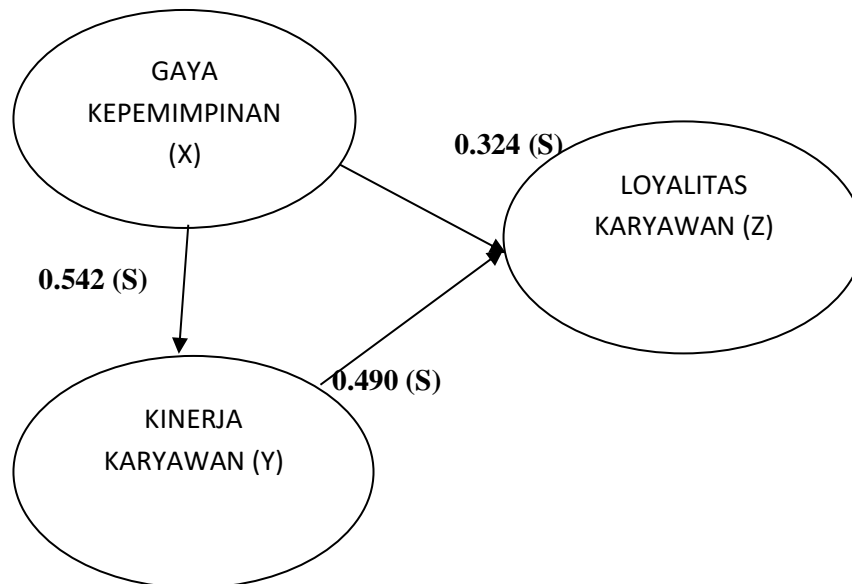 GAYA
KEPEMIMPINAN
(X)
0.324 (S)
LOYALITAS
KARYAWAN (Z)
0.542 (S)
0.490 (S)
KINERJA
KARYAWAN (Y)